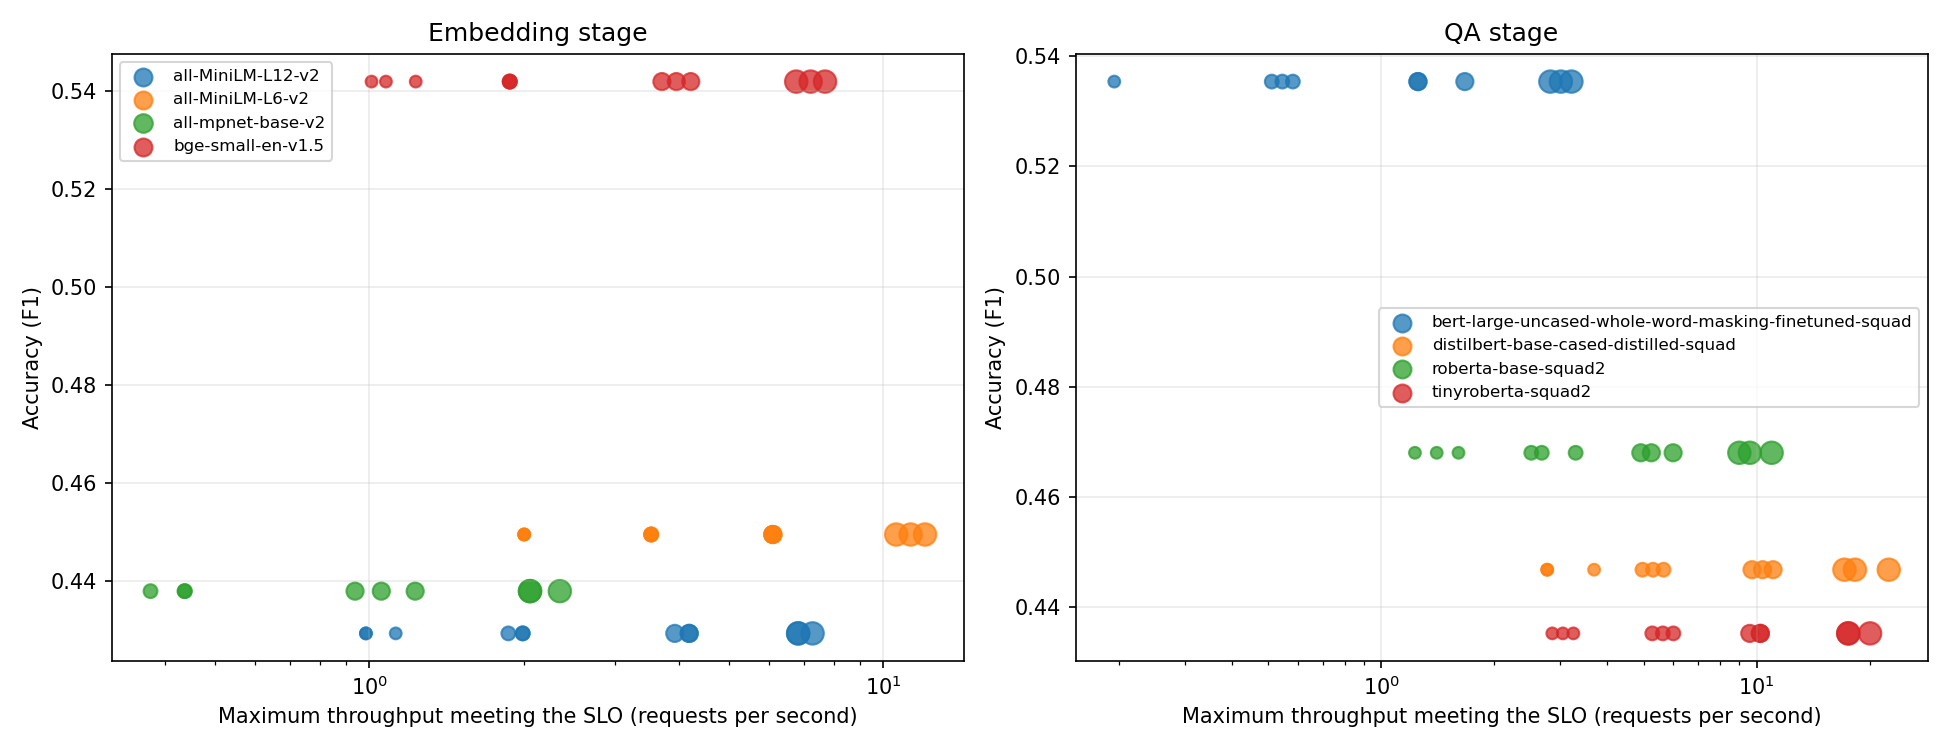 Embedding stage
Accuracy (F1)
0.54
0.52
0.50
0.48
0.46
0.44
all-MiniLM-L12-v2
all-MiniLM-L6-v2
all-mpnet-base-v2
bge-small-en-v1.5
10⁰
10¹
Maximum throughput meeting the SLO (requests per second)
QA stage
Accuracy (F1)
0.54
0.52
0.50
0.48
0.46
0.44
bert-large-uncased-whole-word-masking-finetuned-squad
distilbert-base-cased-distilled-squad
roberta-base-squad2
tinyroberta-squad2
10⁰
10¹
Maximum throughput meeting the SLO (requests per second)